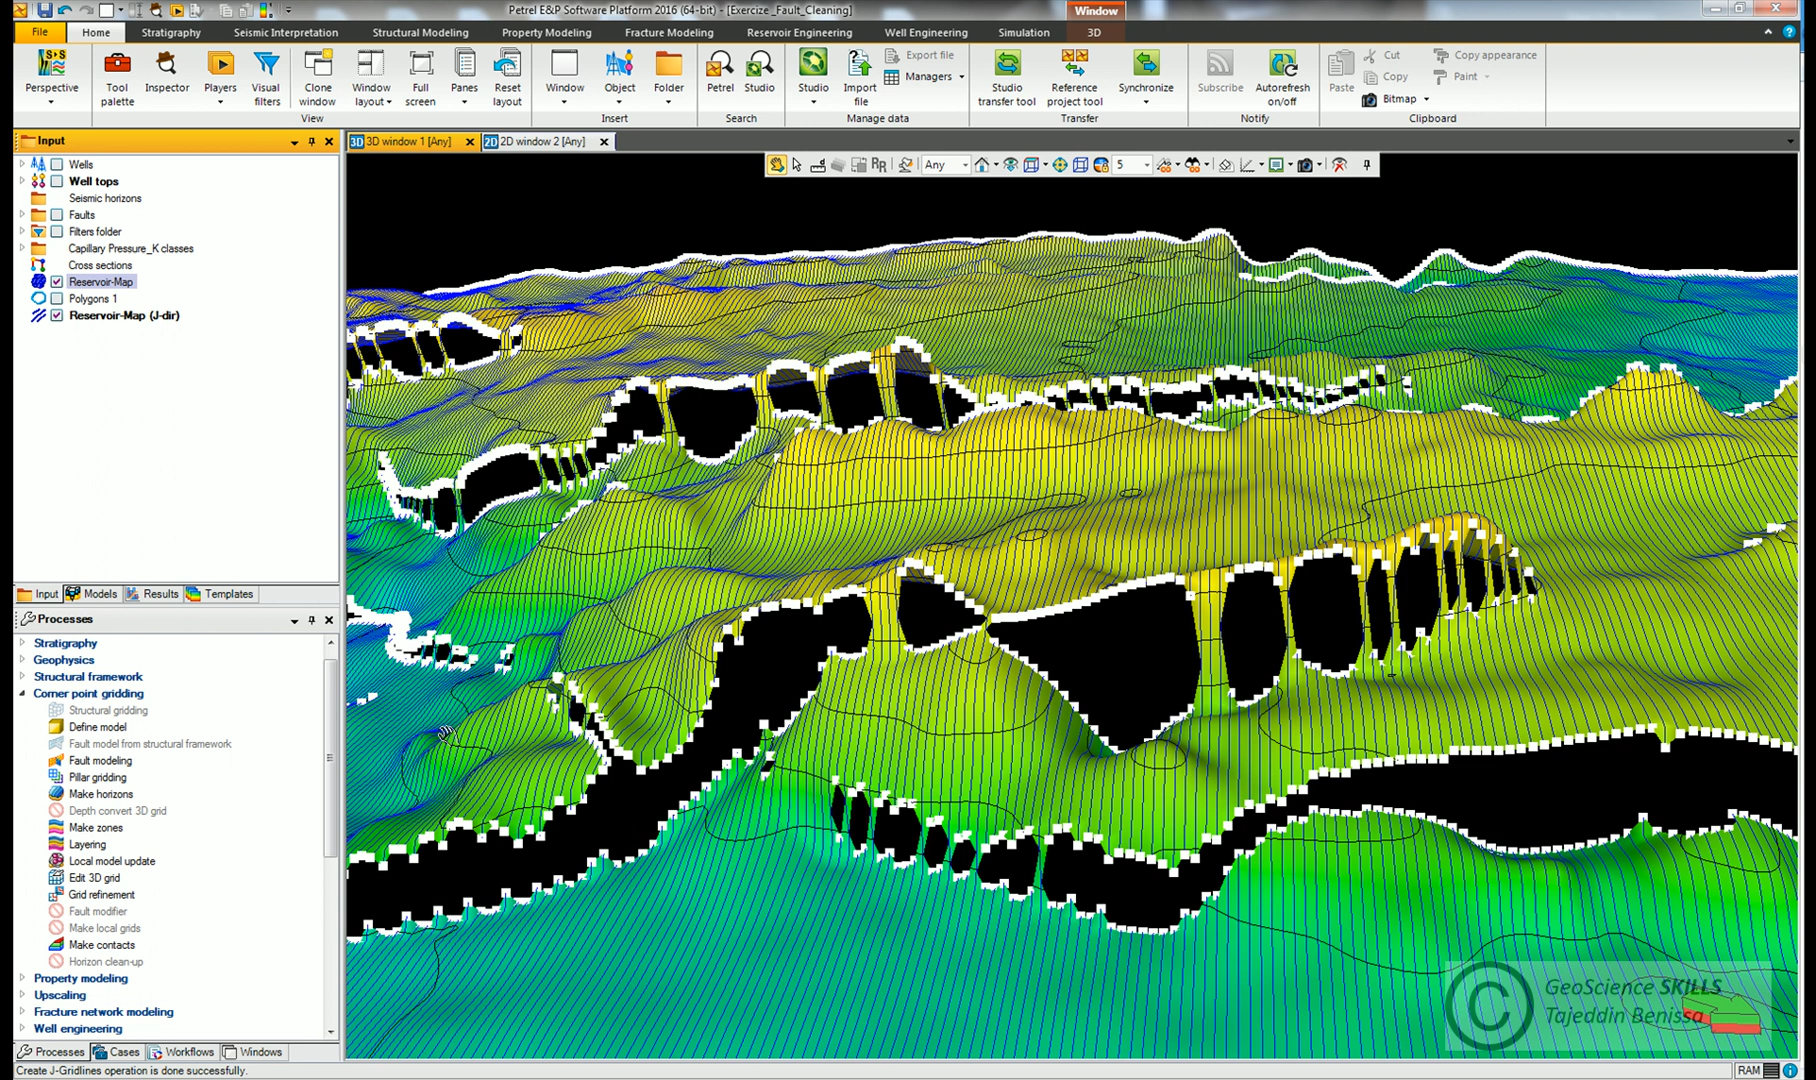 Petrel E&P Software Platform 2016 (64-bit) - [Exercize _Fault_Cleaning]
Window
File
Home
Stratigraphy
Seismic Interpretation
Structural Modeling
Property Modeling
Fracture Modeling
Reservoir Engineering
Well Engineering
Simulation
3D
Perspective
Tool palette
Inspector
Players
Visual filters
Clone window
Window layout
Full screen
Panes
Reset layout
Window
Object
Folder
Petrel
Studio
Studio
Import file
Export file
Managers
Studio transfer tool
Reference project tool
Synchronize
Subscribe
Autorefresh on/off
Paste
Cut
Copy
Bitmap
Copy appearance
Paint
View
Insert
Search
Manage data
Transfer
Notify
Clipboard
Input
3D 3D window 1 [Any]
2D 2D window 2 [Any]
Any
5
Wells
Well tops
Seismic horizons
Faults
Filters folder
Capillary Pressure_K classes
Cross sections
Reservoir-Map
Polygons 1
Reservoir-Map (J-dir)
Input
Models
Results
Templates
Processes
Stratigraphy
Geophysics
Structural framework
Corner point gridding
Structural gridding
Define model
Fault model from structural framework
Fault modeling
Pillar gridding
Make horizons
Depth convert 3D grid
Make zones
Layering
Local model update
Edit 3D grid
Grid refinement
Fault modifier
Make local grids
Make contacts
Horizon clean-up
Property modeling
Upscaling
Fracture network modeling
Well engineering
Processes
Cases
Workflows
Windows
Create J-Gridlines operation is done successfully.
RAM
© GeoScience SKILLS
Tajeddin Benissa